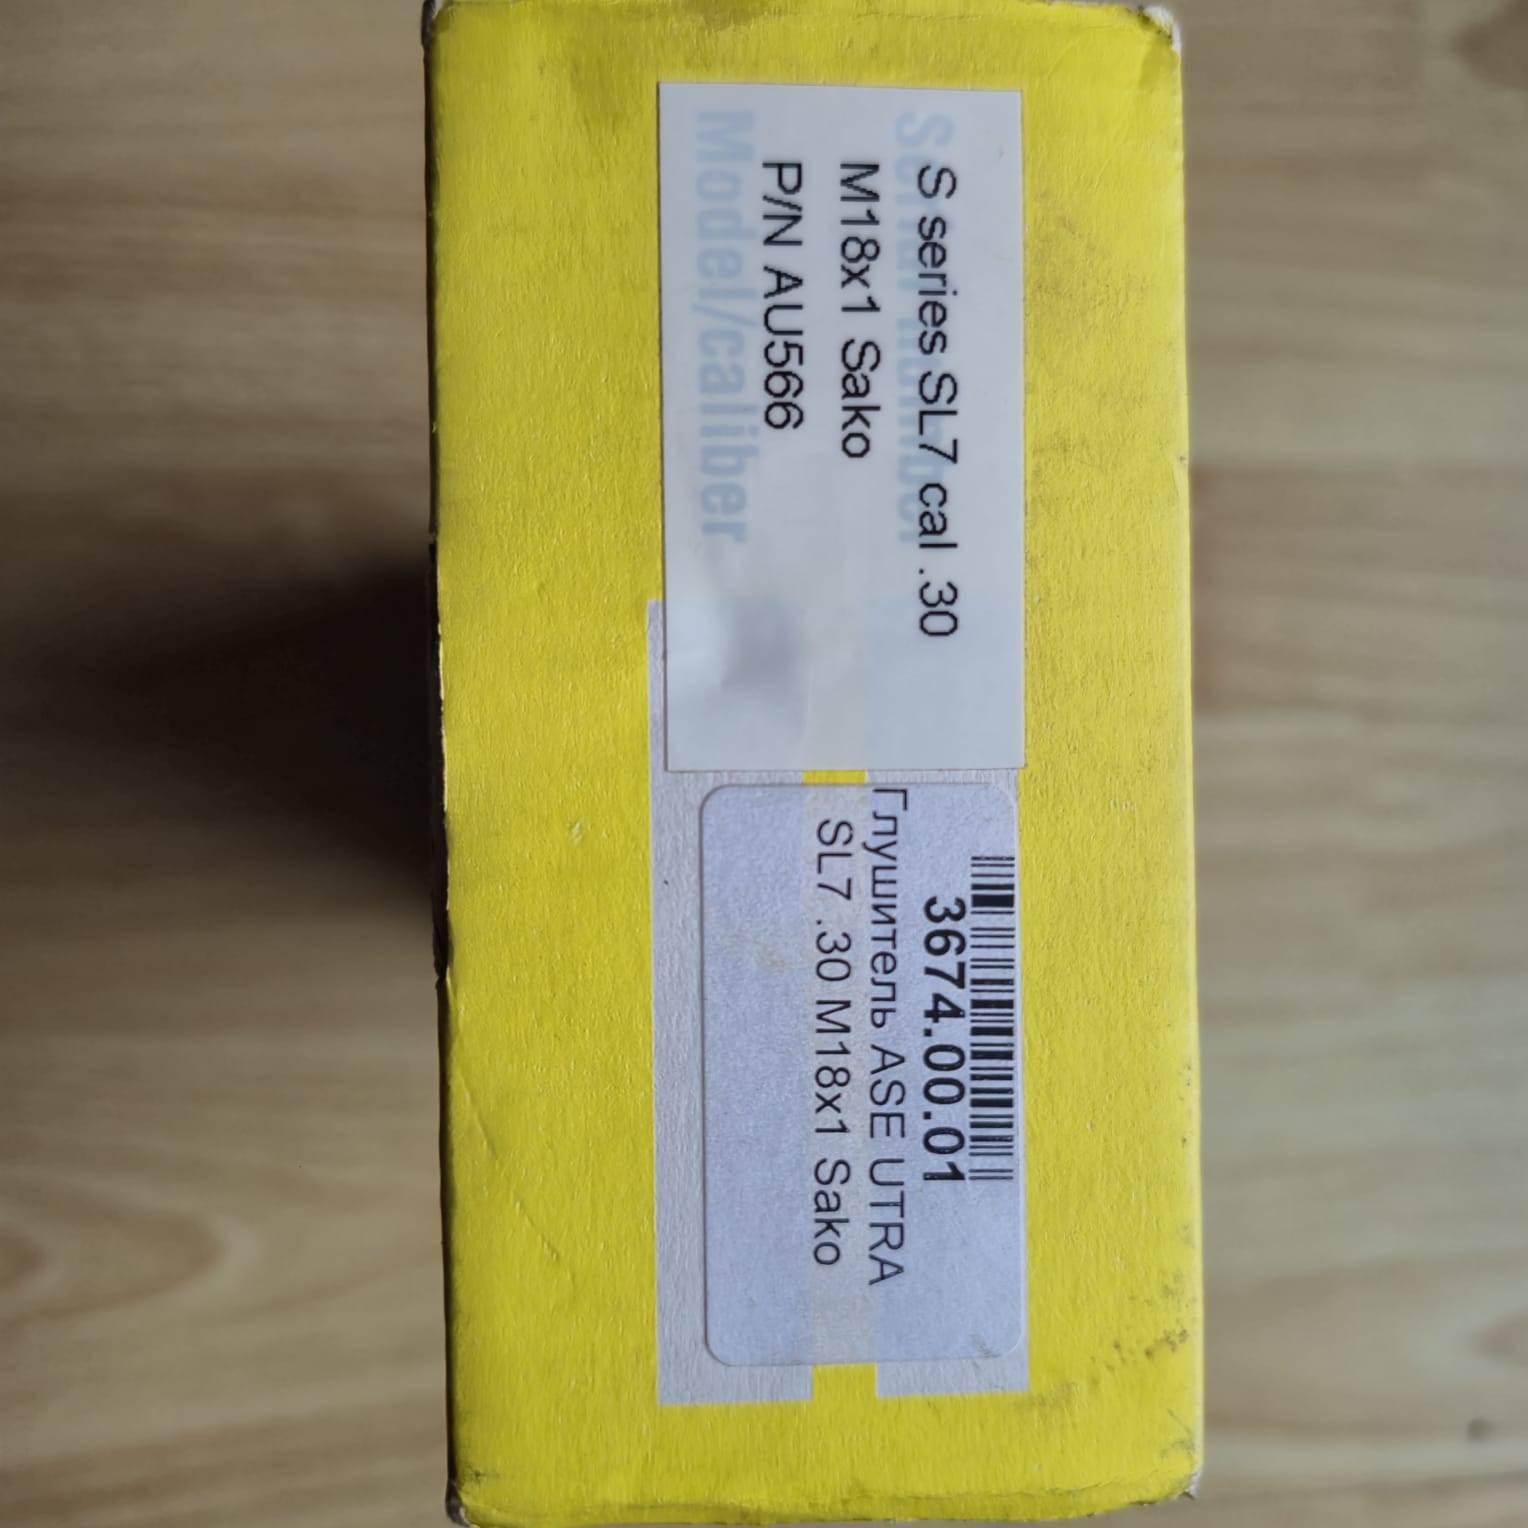 S series SL7 cal .30
M18x1 Sako
P/N AU566
Serial number
Model/caliber
3674.00.01
Глушитель ASE UTRA
SL7 .30 M18x1 Sako